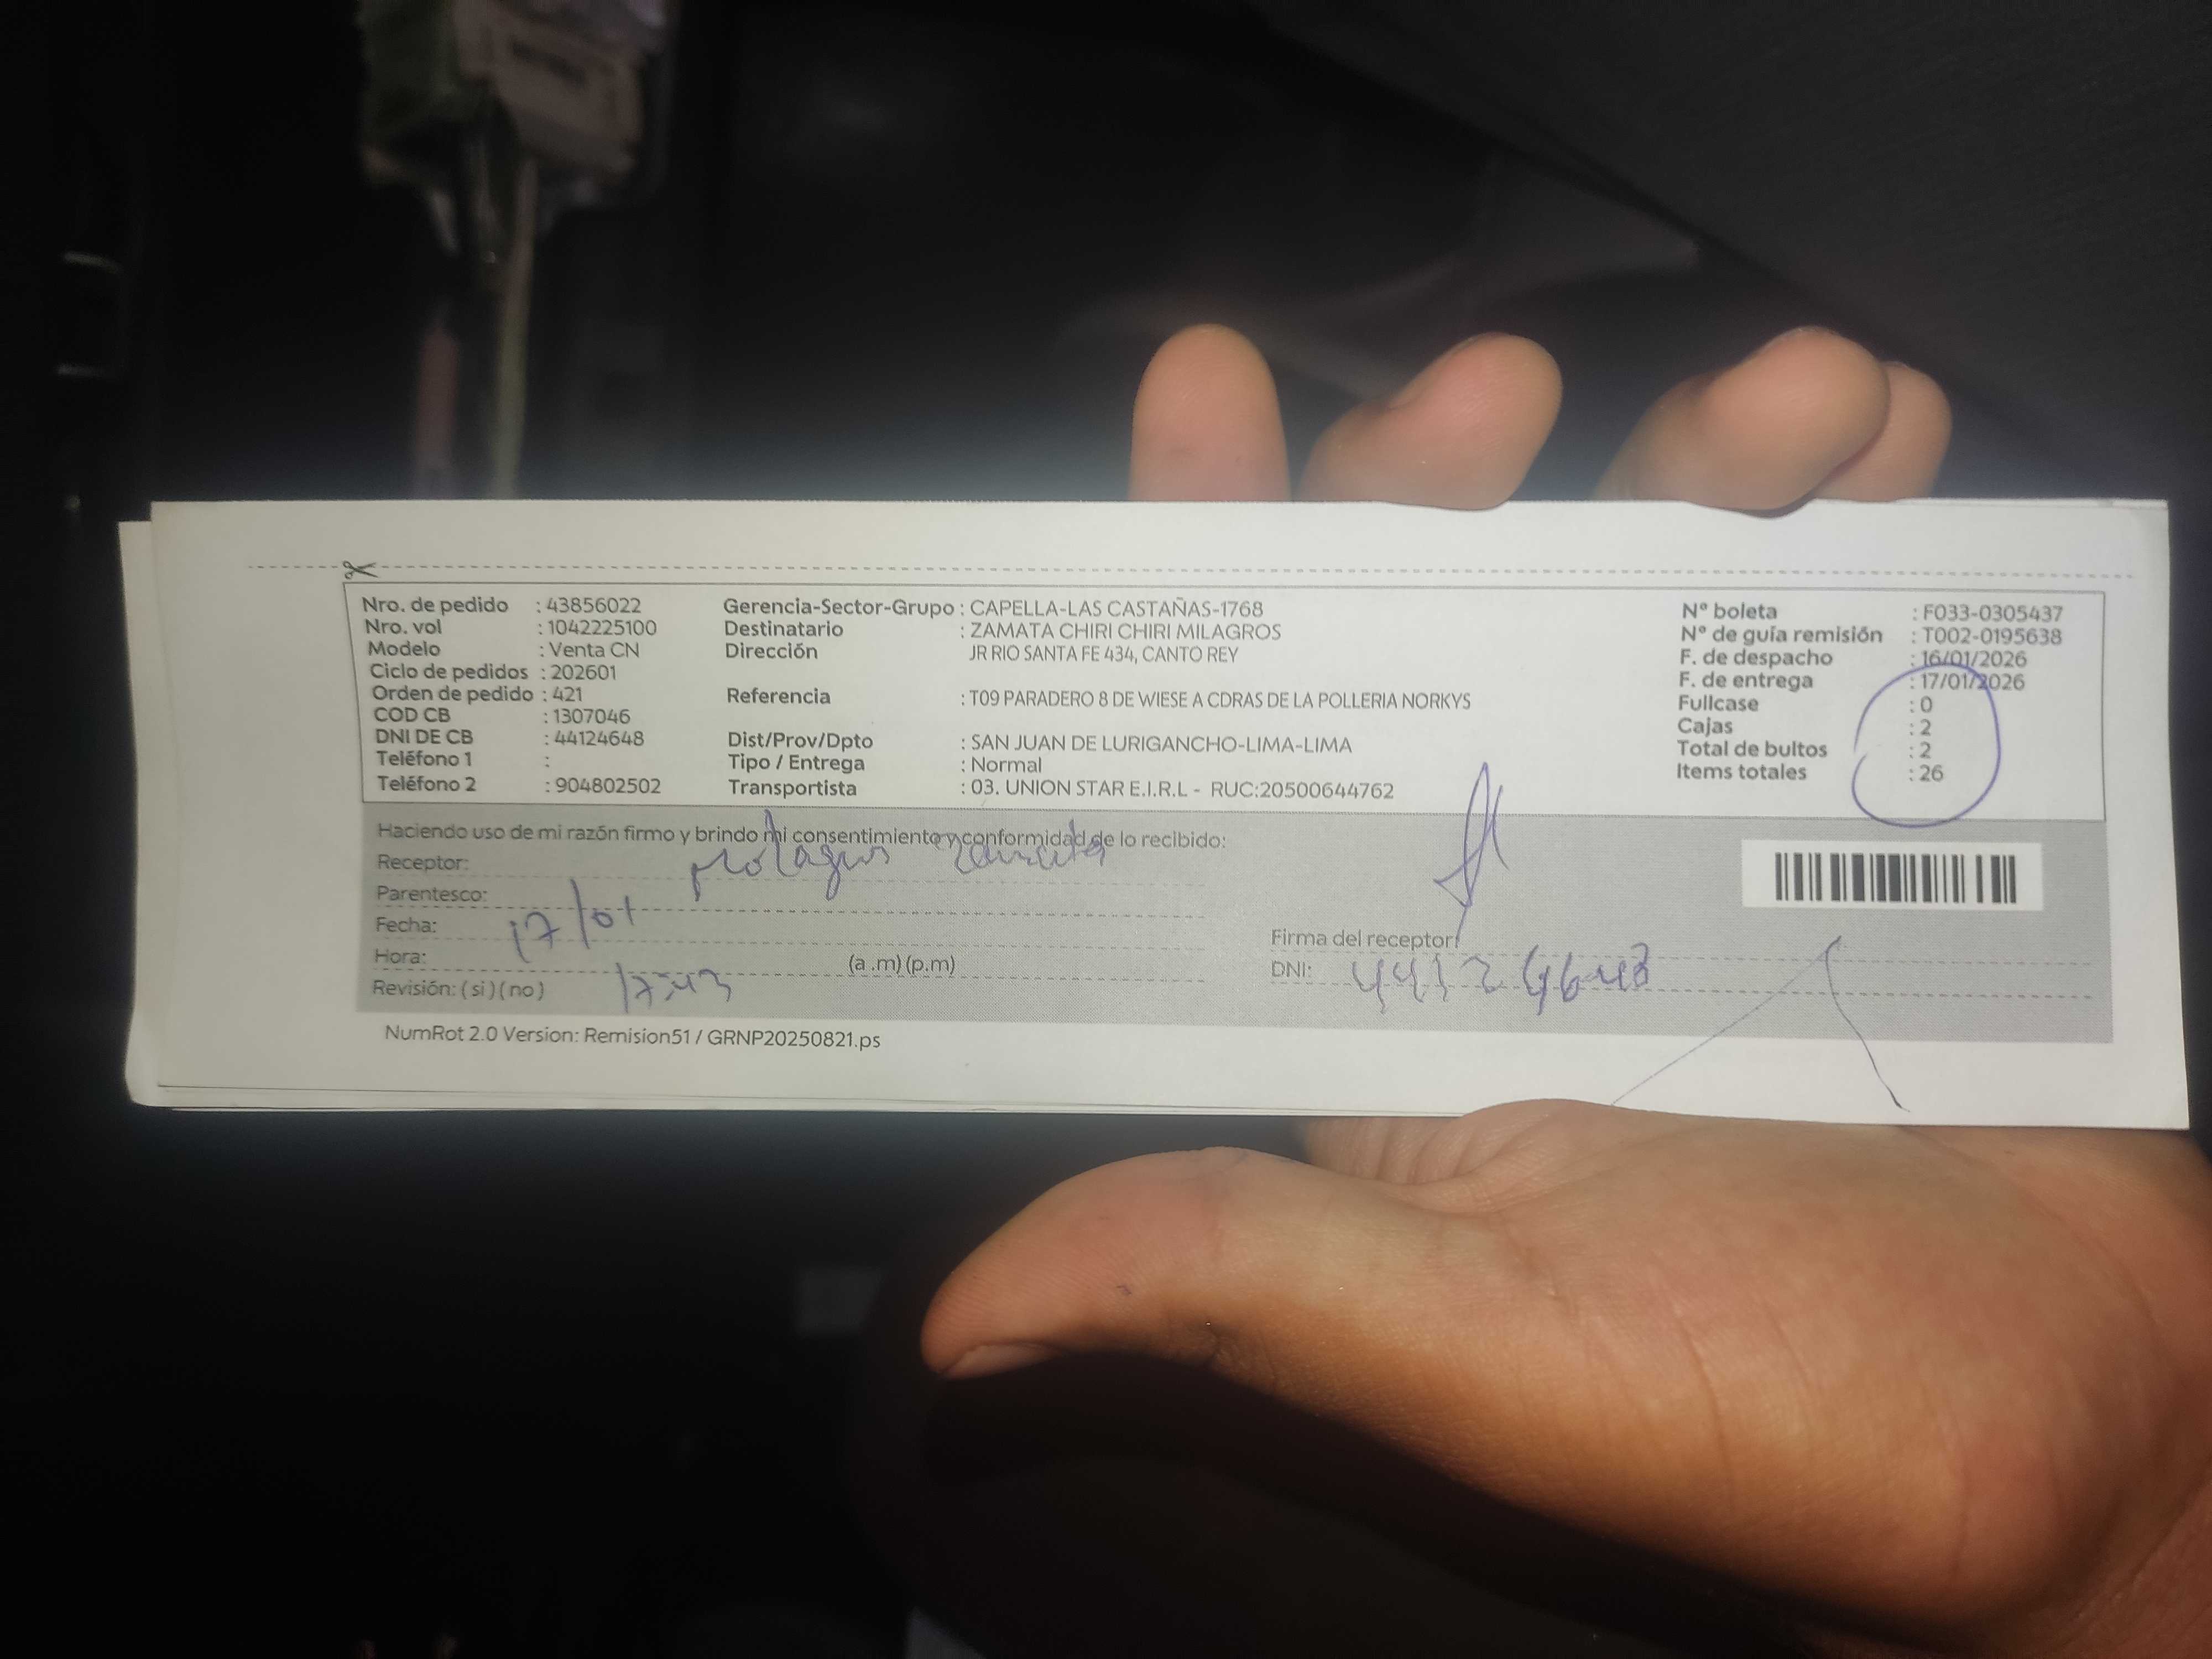 Nro. de pedido : 43856022
Nro. vol : 1042225100
Modelo : Venta CN
Ciclo de pedidos : 202601
Orden de pedido : 421
COD CB : 1307046
DNI DE CB : 44124648
Teléfono 1 :
Teléfono 2 : 904802502
Gerencia-Sector-Grupo : CAPELLA-LAS CASTAÑAS-1768
Destinatario : ZAMATA CHIRI CHIRI MILAGROS
Dirección JR RIO SANTA FE 434, CANTO REY
Referencia : T09 PARADERO 8 DE WIESE A CDRAS DE LA POLLERIA NORKYS
Dist/Prov/Dpto : SAN JUAN DE LURIGANCHO-LIMA-LIMA
Tipo / Entrega : Normal
Transportista : 03. UNION STAR E.I.R.L - RUC:20500644762
Nº boleta : F033-0305437
Nº de guía remisión : T002-0195638
F. de despacho : 16/01/2026
F. de entrega : 17/01/2026
Fullcase : 0
Cajas : 2
Total de bultos : 2
Items totales : 26
Haciendo uso de mi razón firmo y brindo mi consentimiento y conformidad de lo recibido:
Receptor: zamata
Parentesco:
Fecha: 17/01
Hora: (a .m) (p.m)
Revisión: ( si ) ( no ) 17:43
Firma del receptor:
DNI: 44124648
NumRot 2.0 Version: Remision51 / GRNP20250821.ps